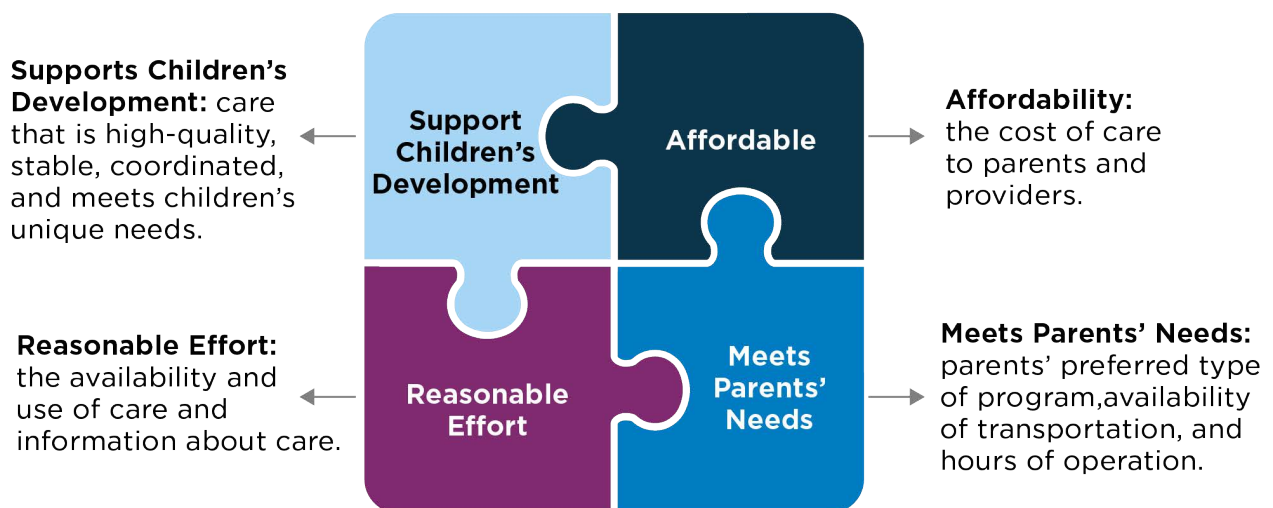 Supports Children’s
Development: care
that is high-quality,
stable, coordinated,
and meets children’s
unique needs.
Support
Children’s
Development
Affordable
Affordability:
the cost of care
to parents and
providers.
Reasonable Effort:
the availability and
use of care and
information about care.
Reasonable
Effort
Meets
Parents’
Needs
Meets Parents’ Needs:
parents’ preferred type
of program,availability
of transportation, and
hours of operation.